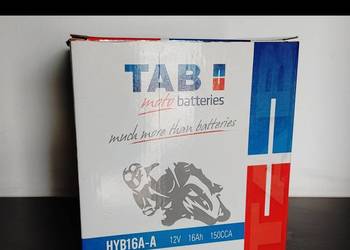 TAB
moto batteries
much more than batteries
HYB16A-A 12V 16Ah 150CCA